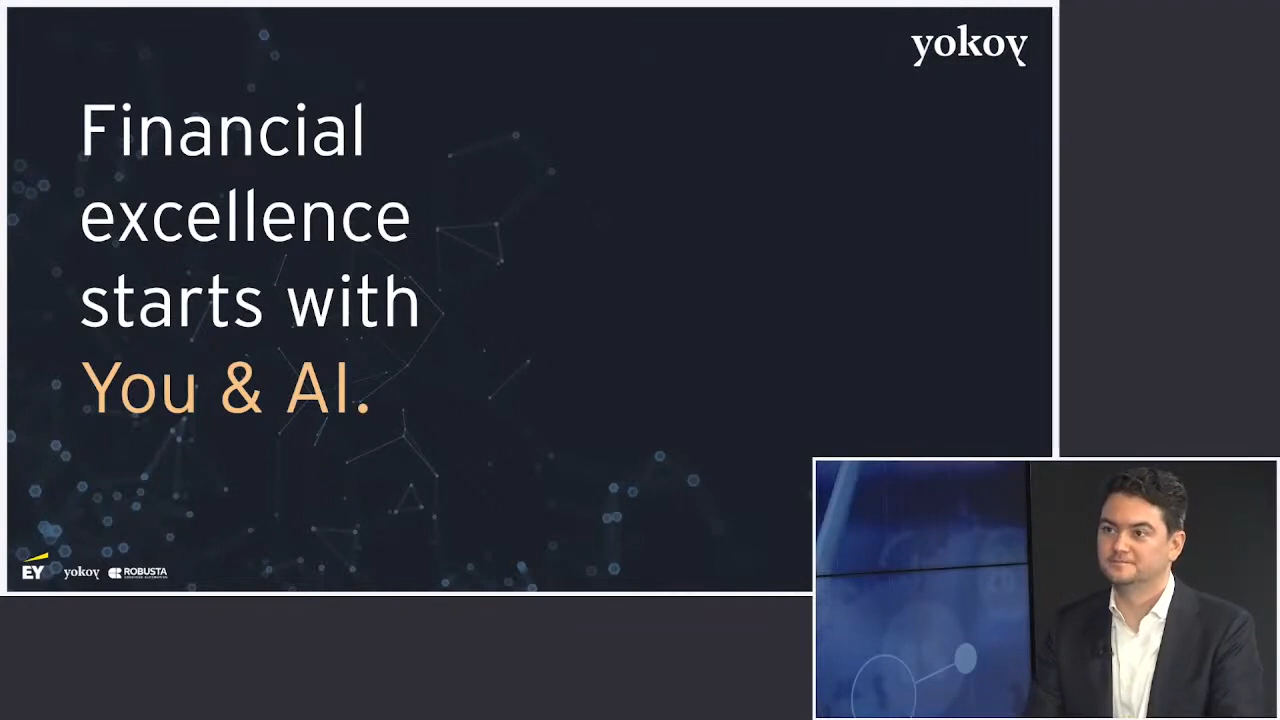 yokoy
Financial
excellence
starts with
You & AI.
EY yokoy ROBUSTA